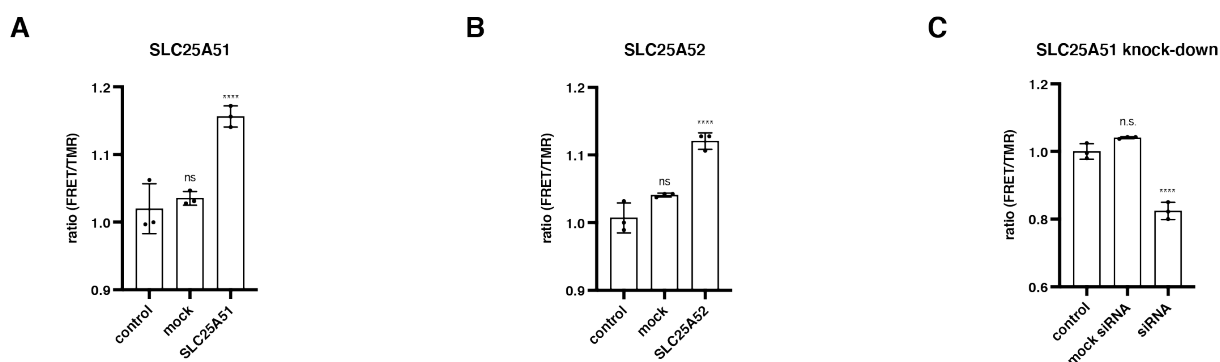 A
SLC25A51
ratio (FRET/TMR)
1.2
1.1
1.0
0.9
ns
****
control
mock
SLC25A51
B
SLC25A52
ratio (FRET/TMR)
1.2
1.1
1.0
0.9
ns
****
control
mock
SLC25A52
C
SLC25A51 knock-down
ratio (FRET/TMR)
1.2
1.0
0.8
0.6
n.s.
****
control
mock siRNA
siRNA